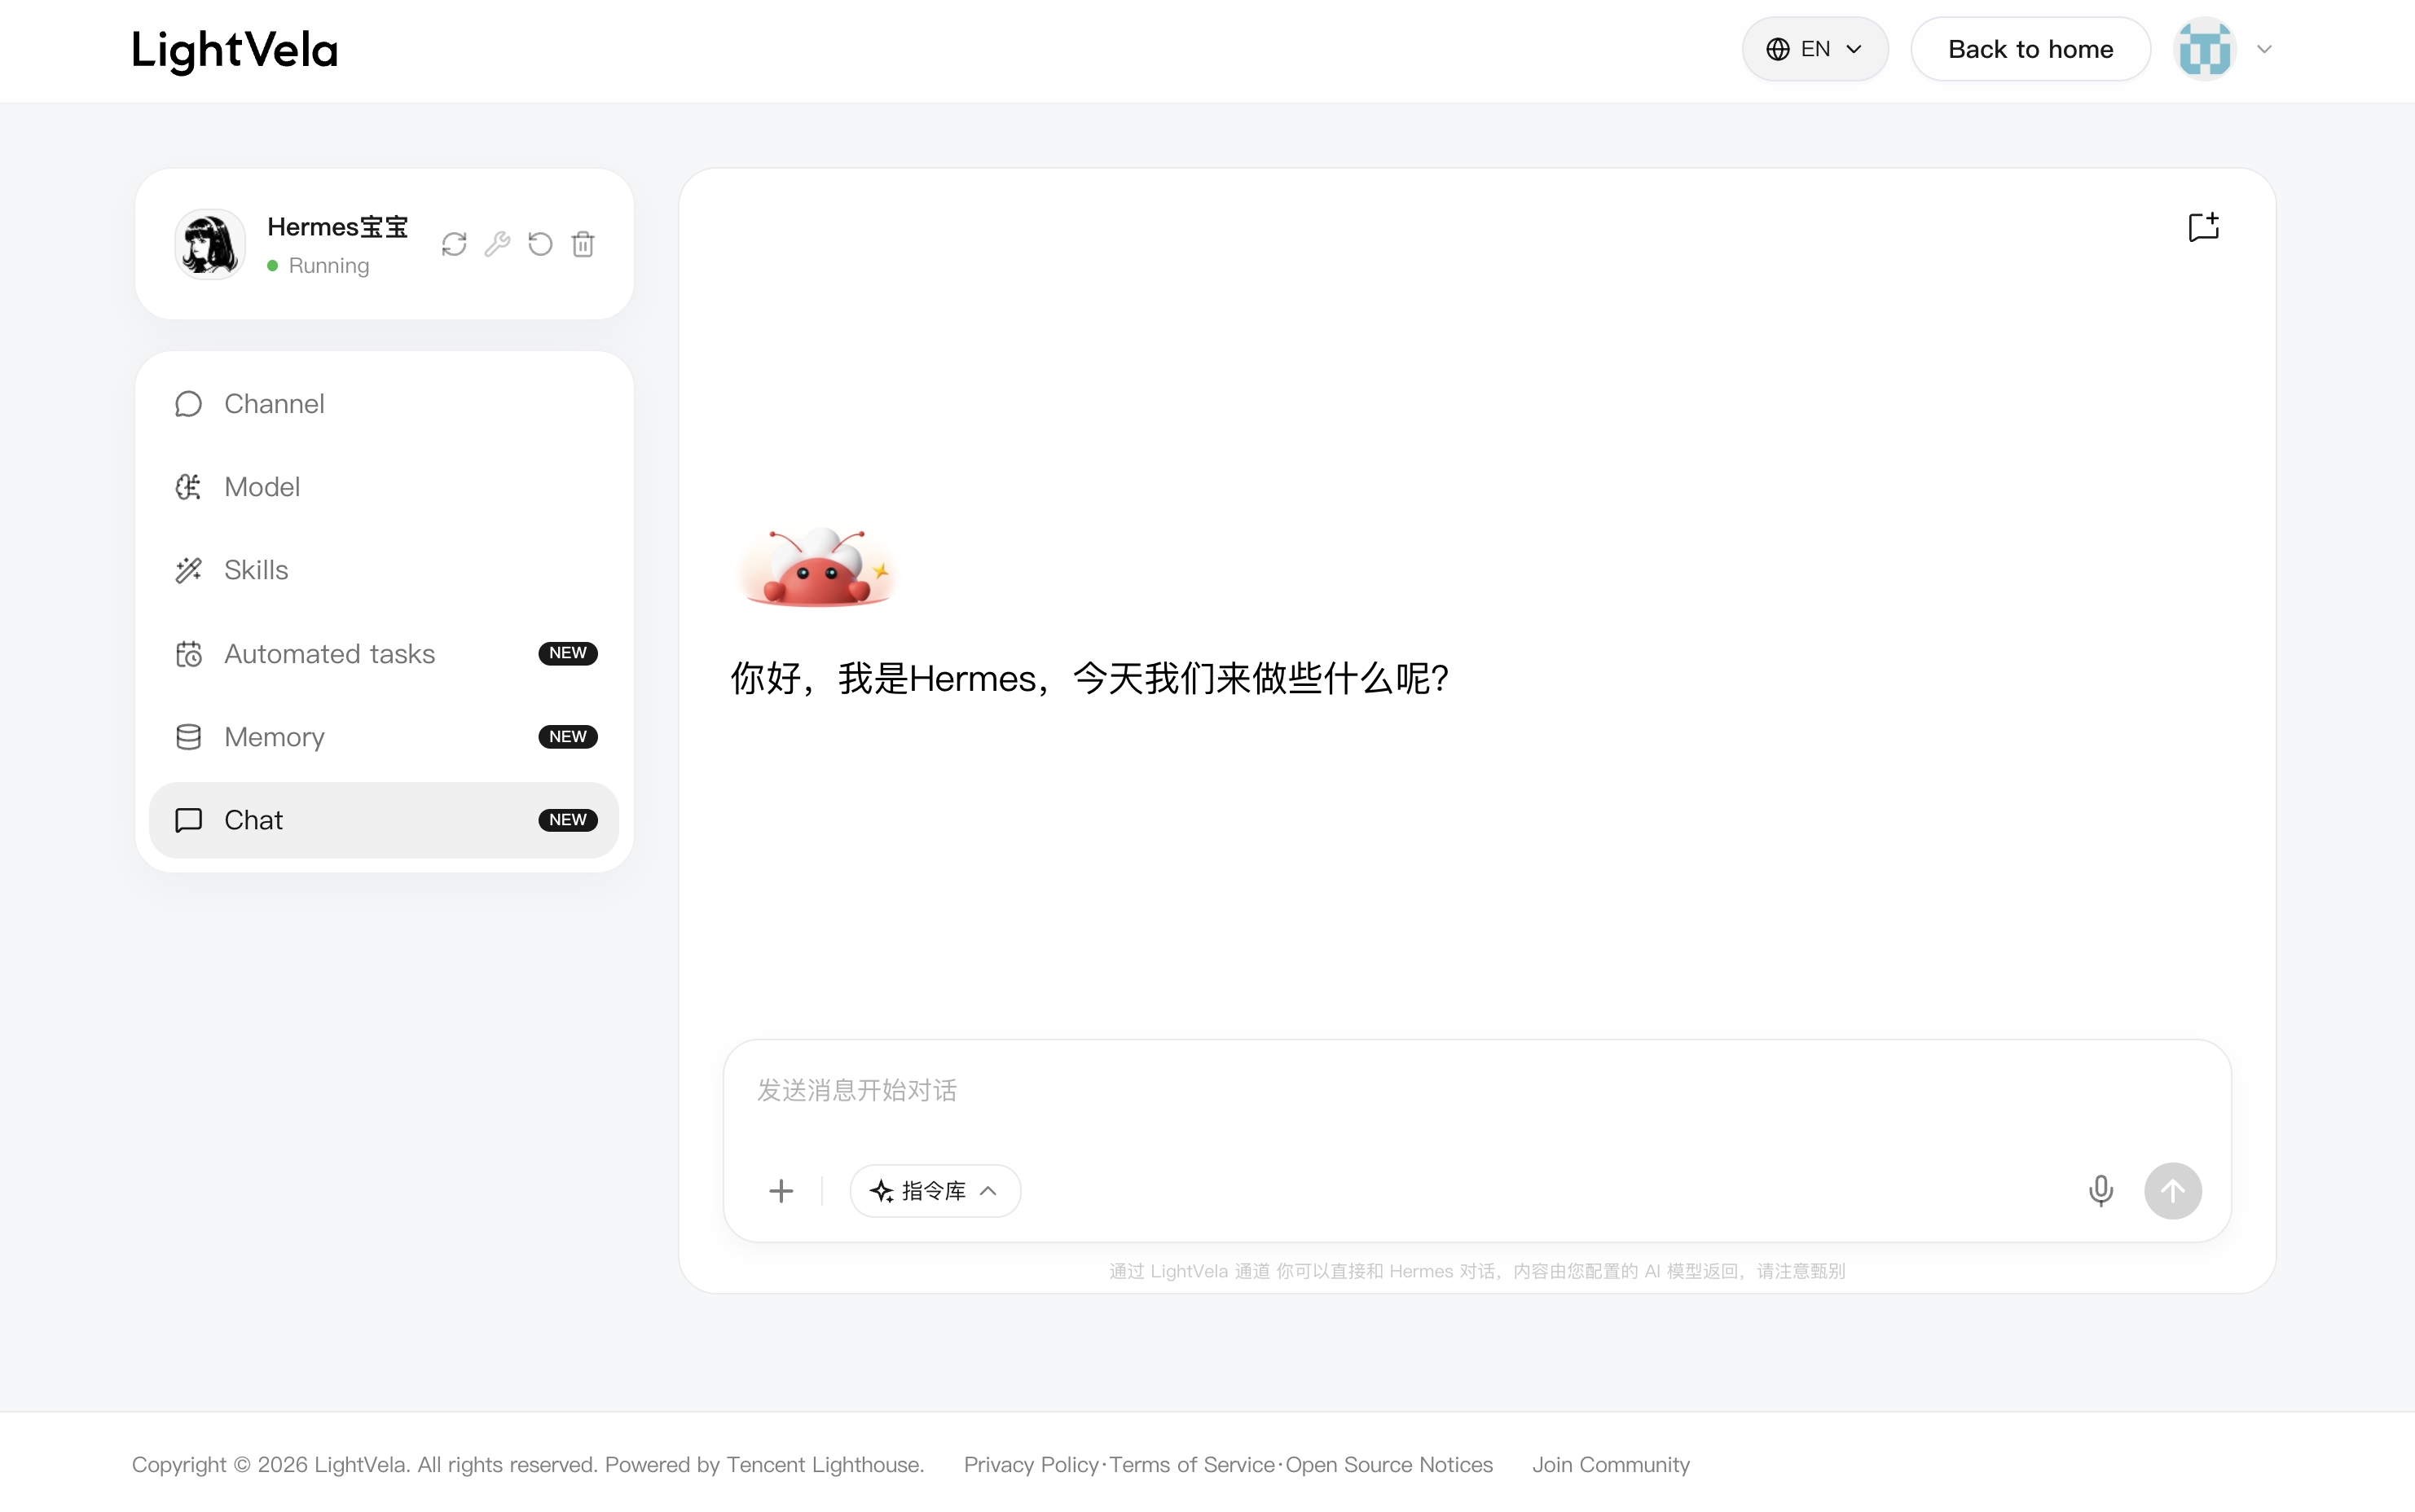 LightVela
EN
Back to home
Hermes宝宝
Running
Channel
Model
Skills
Automated tasks NEW
Memory NEW
Chat NEW
你好，我是Hermes，今天我们来做些什么呢？
发送消息开始对话
指令库
通过 LightVela 通道 你可以直接和 Hermes 对话，内容由您配置的 AI 模型返回，请注意甄别
Copyright © 2026 LightVela. All rights reserved. Powered by Tencent Lighthouse. Privacy Policy·Terms of Service·Open Source Notices Join Community